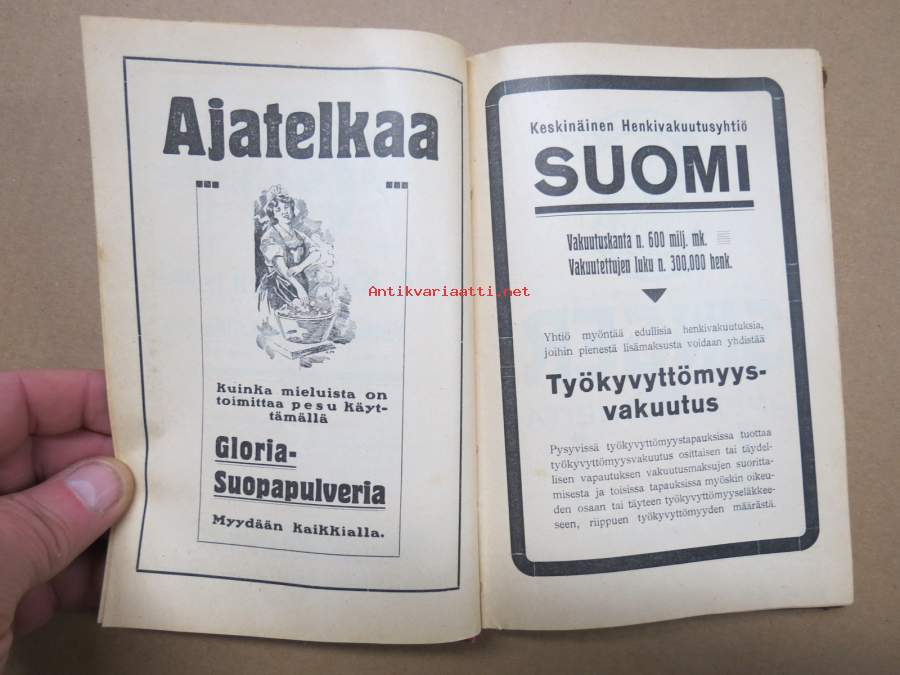 Ajatelkaa
Kuinka mieluista on
toimittaa pesu käyt-
tämällä
Gloria-
Suopapulveria
Myydään kaikkialla.
Keskinäinen Henkivakuutusyhtiö
SUOMI
Vakuutuskanta n. 600 milj. mk.
Vakuutettujen luku n. 300,000 henk.
Yhtiö myöntää edullisia henkivakuutuksia,
joihin pienestä lisämaksusta voidaan yhdistää
Työkyvyttömyys-
vakuutus
Pysyvissä työkyvyttömyystapauksissa tuottaa
työkyvyttömyysvakuutus osittaisen tai täydel-
lisen vapautuksen vakuutusmaksujen suoritta-
misesta ja toisissa tapauksissa myöskin oikeu-
den osaan tai täyteen työkyvyttömyyseläkkee-
seen, riippuen työkyvyttömyyden määrästä.
Antikvariaatti.net